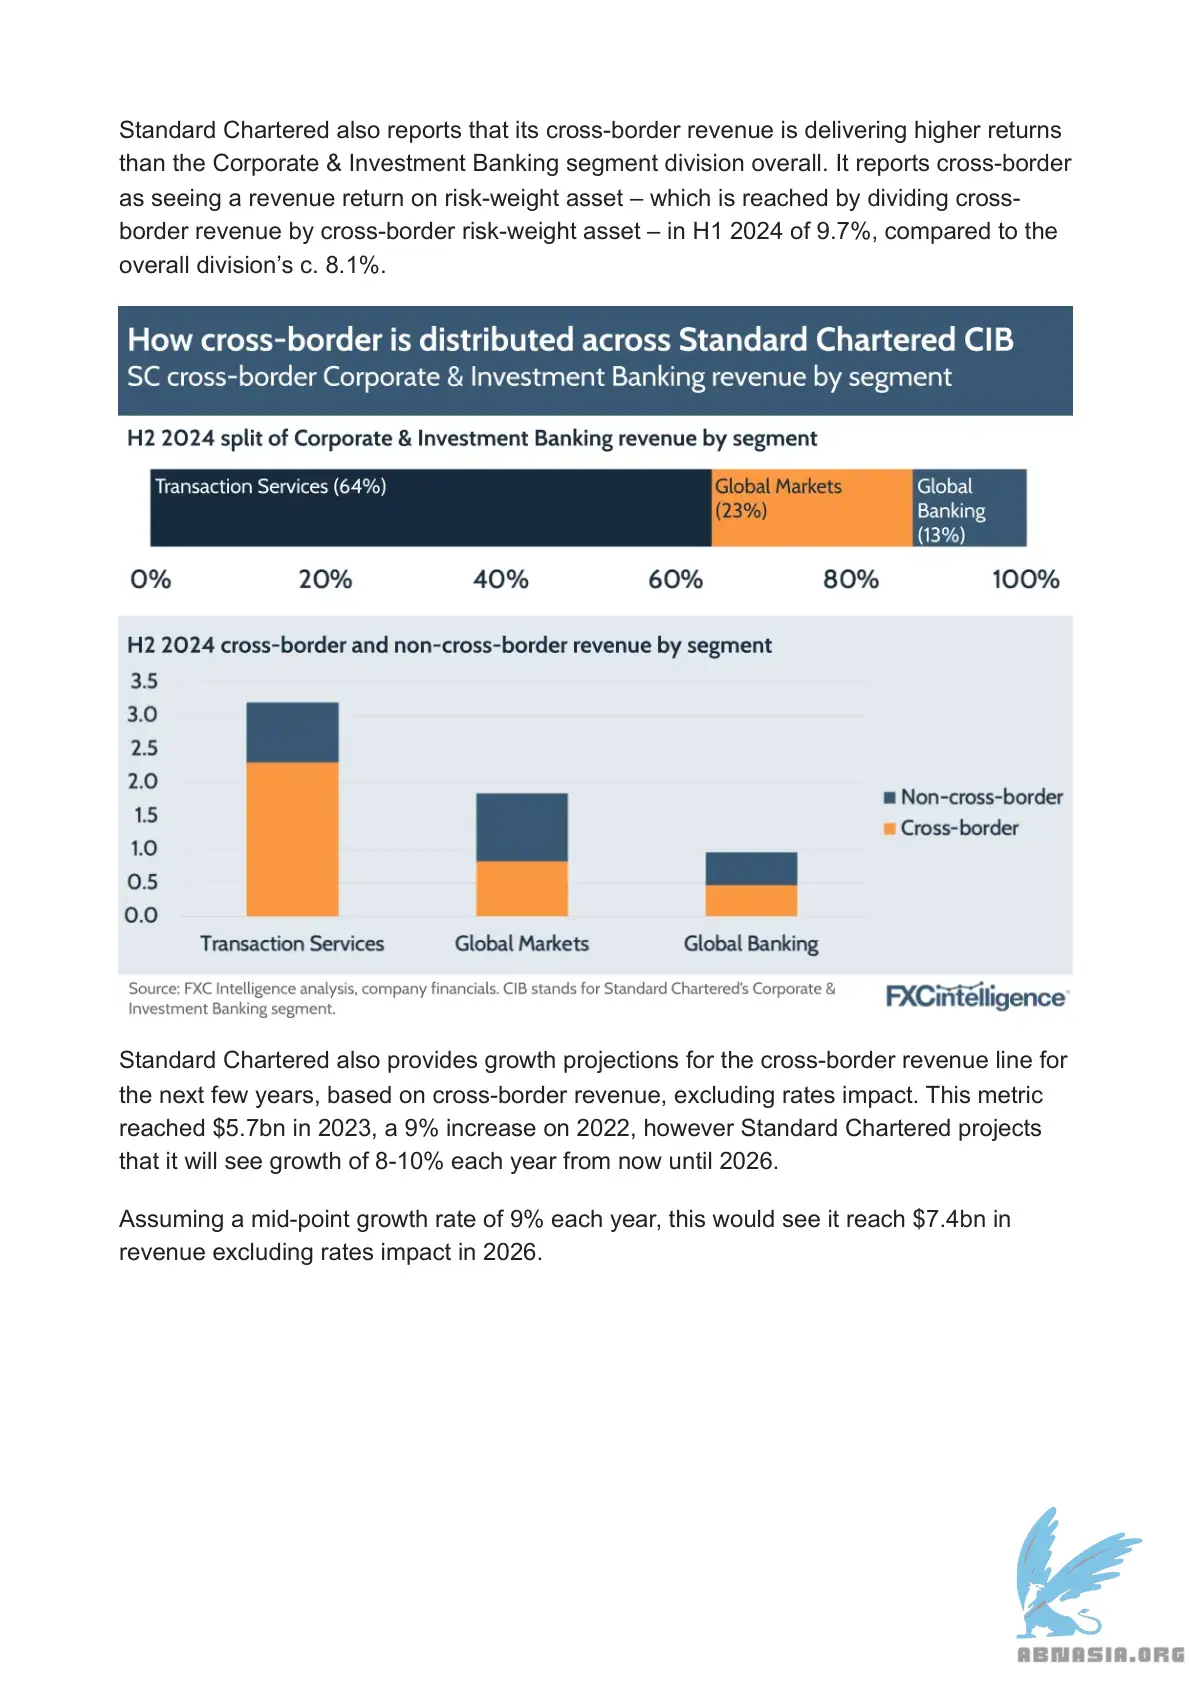 Standard Chartered also reports that its cross-border revenue is delivering higher returns
than the Corporate & Investment Banking segment division overall. It reports cross-border
as seeing a revenue return on risk-weight asset – which is reached by dividing cross-
border revenue by cross-border risk-weight asset – in H1 2024 of 9.7%, compared to the
overall division’s c. 8.1%.
How cross-border is distributed across Standard Chartered CIB
SC cross-border Corporate & Investment Banking revenue by segment
H2 2024 split of Corporate & Investment Banking revenue by segment
Transaction Services (64%)
Global Markets
(23%)
Global
Banking
(13%)
0% 20% 40% 60% 80% 100%
H2 2024 cross-border and non-cross-border revenue by segment
3.5
3.0
2.5
2.0
1.5
1.0
0.5
0.0
Non-cross-border
Cross-border
Transaction Services Global Markets Global Banking
Source: FXC Intelligence analysis, company financials. CIB stands for Standard Chartered's Corporate &
Investment Banking segment.
FXCintelligence™
Standard Chartered also provides growth projections for the cross-border revenue line for
the next few years, based on cross-border revenue, excluding rates impact. This metric
reached $5.7bn in 2023, a 9% increase on 2022, however Standard Chartered projects
that it will see growth of 8-10% each year from now until 2026.
Assuming a mid-point growth rate of 9% each year, this would see it reach $7.4bn in
revenue excluding rates impact in 2026.
ABNASIA.ORG